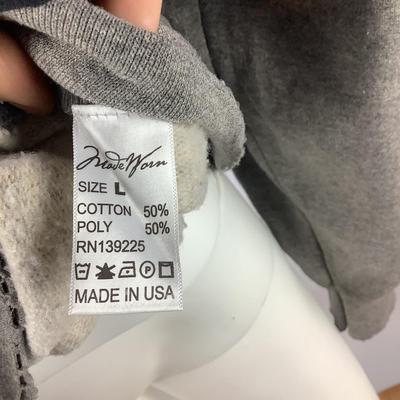 MadeWorn
SIZE L
COTTON 50%
POLY 50%
RN139225
MADE IN USA